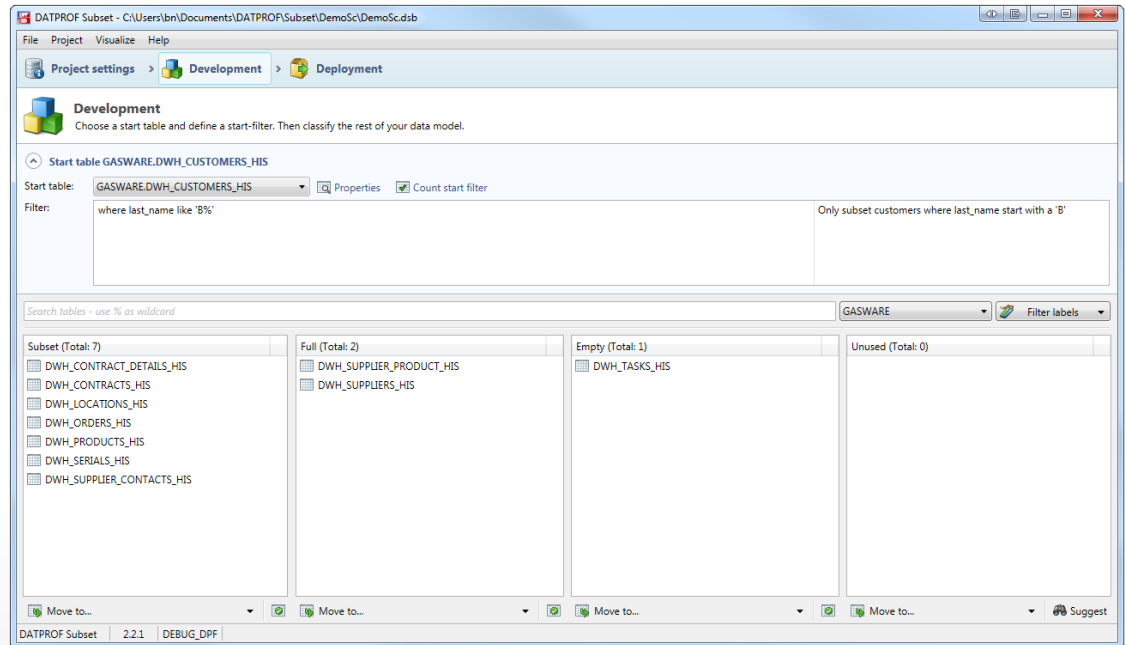 DATPROF Subset - C:\Users\bn\Documents\DATPROF\Subset\DemoSc\DemoSc.dsb
File Project Visualize Help
Project settings > Development > Deployment
Development
Choose a start table and define a start-filter. Then classify the rest of your data model.
Start table GASWARE.DWH_CUSTOMERS_HIS
Start table: GASWARE.DWH_CUSTOMERS_HIS Properties Count start filter
Filter: where last_name like 'B%' Only subset customers where last_name start with a 'B'
Search tables - use % as wildcard GASWARE Filter labels
Subset (Total: 7) Full (Total: 2) Empty (Total: 1) Unused (Total: 0)
DWH_CONTRACT_DETAILS_HIS DWH_SUPPLIER_PRODUCT_HIS DWH_TASKS_HIS
DWH_CONTRACTS_HIS DWH_SUPPLIERS_HIS
DWH_LOCATIONS_HIS
DWH_ORDERS_HIS
DWH_PRODUCTS_HIS
DWH_SERIALS_HIS
DWH_SUPPLIER_CONTACTS_HIS
Move to... Move to... Move to... Move to... Suggest
DATPROF Subset 2.2.1 DEBUG_DPF